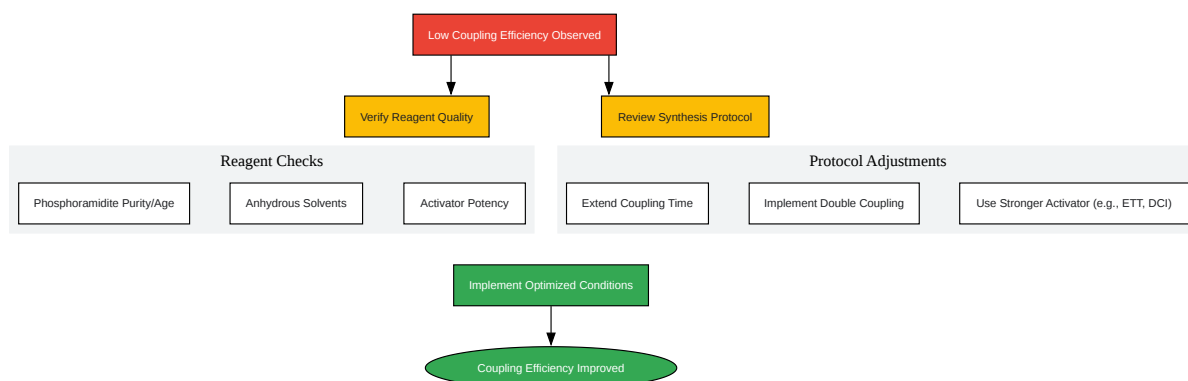 Low Coupling Efficiency Observed
Verify Reagent Quality
Review Synthesis Protocol
Reagent Checks
Phosphoramidite Purity/Age
Anhydrous Solvents
Activator Potency
Protocol Adjustments
Extend Coupling Time
Implement Double Coupling
Use Stronger Activator (e.g., ETT, DCI)
Implement Optimized Conditions
Coupling Efficiency Improved